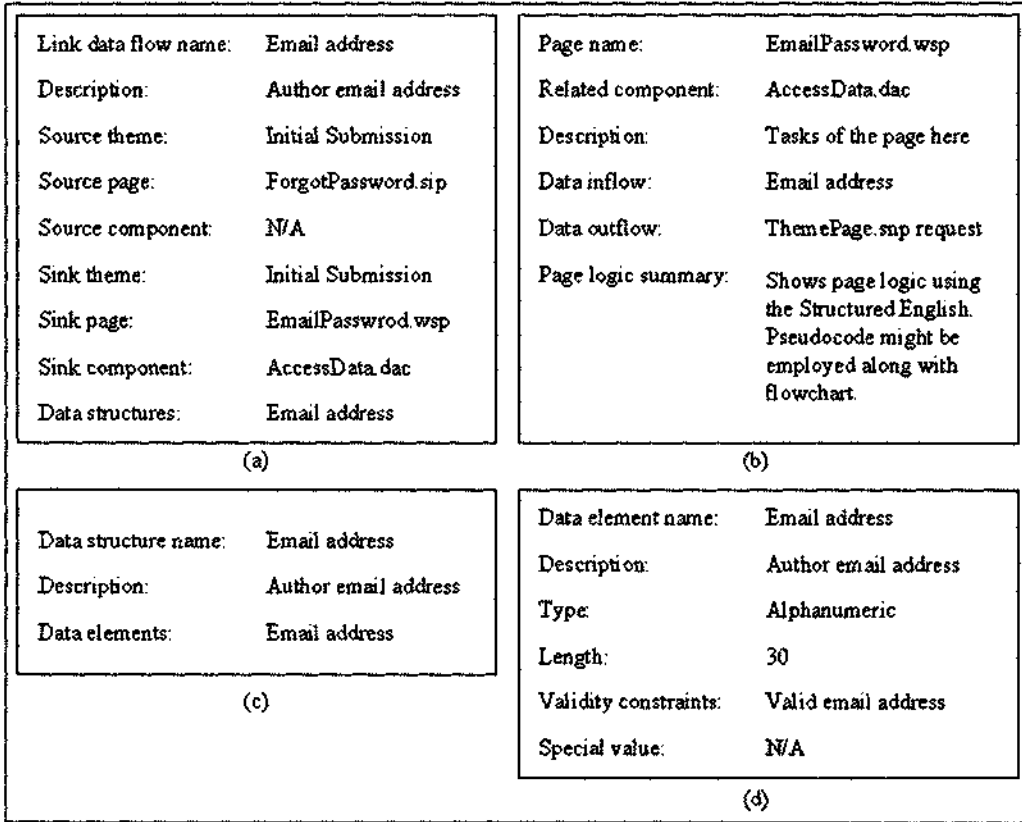 Link data flow name: Email address
Description: Author email address
Source theme: Initial Submission
Source page: ForgotPassword.sip
Source component: N/A
Sink theme: Initial Submission
Sink page: EmailPasswrod.wsp
Sink component: AccessData.dac
Data structures: Email address
(a)
Page name: EmailPassword.wsp
Related component: AccessData.dac
Description: Tasks of the page here
Data inflow: Email address
Data outflow: ThemePage.snp request
Page logic summary: Shows page logic using
the Structured English.
Pseudocode might be
employed along with
flowchart.
(b)
Data structure name: Email address
Description: Author email address
Data elements: Email address
(c)
Data element name: Email address
Description: Author email address
Type: Alphanumeric
Length: 30
Validity constraints: Valid email address
Special value: N/A
(d)